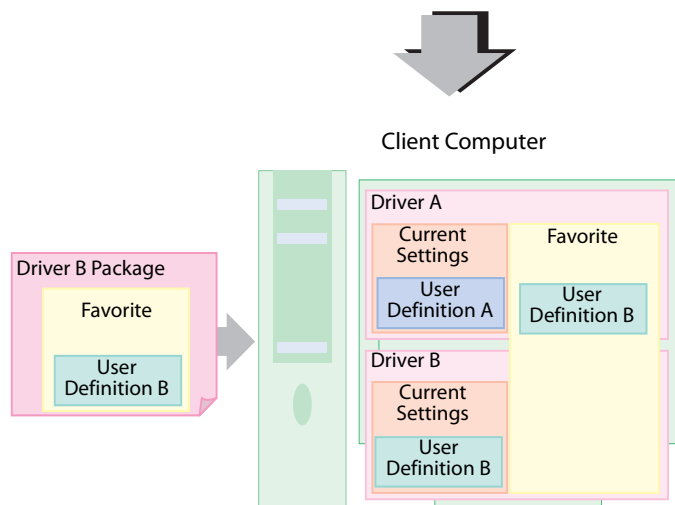 Client Computer
Driver B Package
Favorite
User
Definition B
Driver A
Current
Settings
User
Definition A
Favorite
User
Definition B
Driver B
Current
Settings
User
Definition B